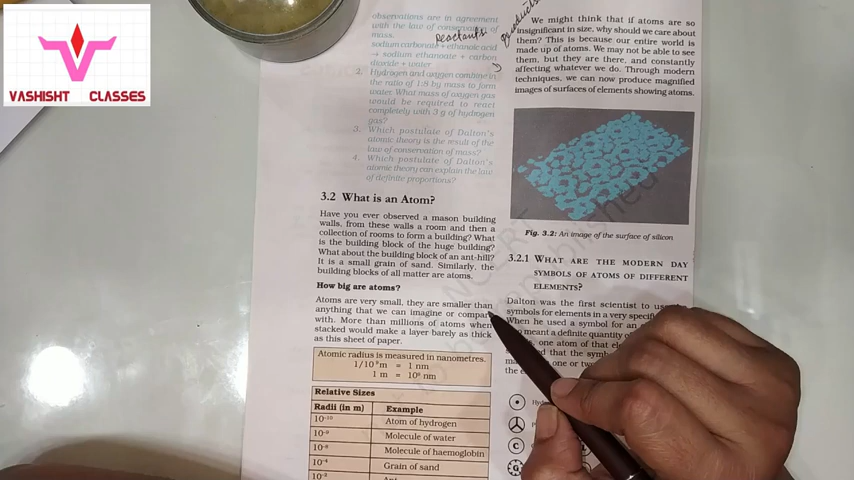 VASHISHT CLASSES
observations are in agreement
with the law of conservation of
mass.
sodium carbonate + ethanoic acid
→ sodium ethanoate + carbon
dioxide + water
reactants
products
2. Hydrogen and oxygen combine in
the ratio of 1:8 by mass to form
water. What mass of oxygen gas
would be required to react
completely with 3 g of hydrogen
gas?
3. Which postulate of Dalton's
atomic theory is the result of the
law of conservation of mass?
4. Which postulate of Dalton's
atomic theory can explain the law
of definite proportions?
3.2 What is an Atom?
Have you ever observed a mason building
walls, from these walls a room and then a
collection of rooms to form a building? What
is the building block of the huge building?
What about the building block of an ant-hill?
It is a small grain of sand. Similarly, the
building blocks of all matter are atoms.
How big are atoms?
Atoms are very small, they are smaller than
anything that we can imagine or compare
with. More than millions of atoms when
stacked would make a layer barely as thick
as this sheet of paper.
Atomic radius is measured in nanometres.
1/10⁹ m = 1 nm
1 m = 10⁹ nm
Relative Sizes
Radii (in m) Example
10⁻¹⁰ Atom of hydrogen
10⁻⁹ Molecule of water
10⁻⁸ Molecule of haemoglobin
10⁻⁴ Grain of sand
10⁻² Ant
We might think that if atoms are so
insignificant in size, why should we care about
them? This is because our entire world is
made up of atoms. We may not be able to see
them, but they are there, and constantly
affecting whatever we do. Through modern
techniques, we can now produce magnified
images of surfaces of elements showing atoms.
Fig. 3.2: An image of the surface of silicon
3.2.1 WHAT ARE THE MODERN DAY
SYMBOLS OF ATOMS OF DIFFERENT
ELEMENTS?
Dalton was the first scientist to use
symbols for elements in a very specific
When he used a symbol for an
meant a definite quantity of
one atom of that
that the
one or two
the
C
G